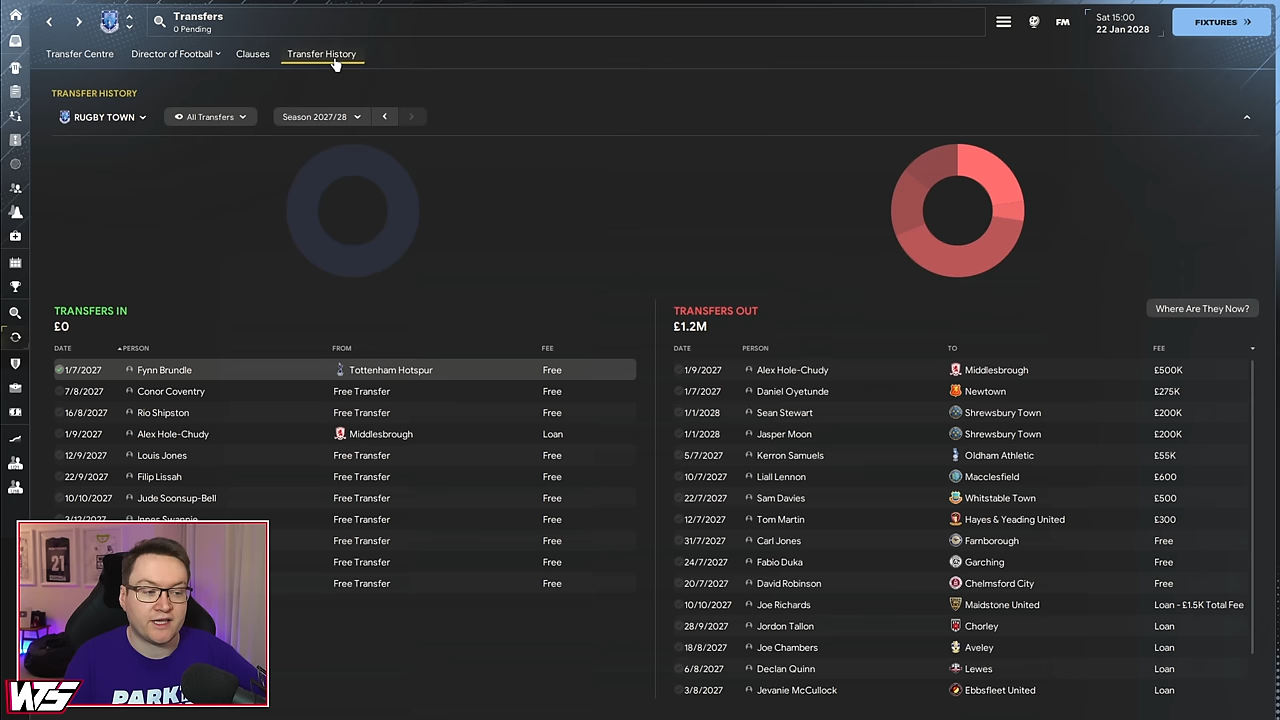 Transfers
0 Pending
FM
Sat 15:00
22 Jan 2028
FIXTURES
Transfer Centre
Director of Football
Clauses
Transfer History
TRANSFER HISTORY
RUGBY TOWN
All Transfers
Season 2027/28
TRANSFERS IN
£0
DATE PERSON FROM FEE
1/7/2027 Fynn Brundle Tottenham Hotspur Free
7/8/2027 Conor Coventry Free Transfer Free
16/8/2027 Rio Shipston Free Transfer Free
1/9/2027 Alex Hole-Chudy Middlesbrough Loan
12/9/2027 Louis Jones Free Transfer Free
22/9/2027 Filip Lissah Free Transfer Free
10/10/2027 Jude Soonsup-Bell Free Transfer Free
Free Transfer Free
Free Transfer Free
Free Transfer Free
Free Transfer Free
TRANSFERS OUT
£1.2M
Where Are They Now?
DATE PERSON TO FEE
1/9/2027 Alex Hole-Chudy Middlesbrough £500K
1/7/2027 Daniel Oyetunde Newtown £275K
1/1/2028 Sean Stewart Shrewsbury Town £200K
1/1/2028 Jasper Moon Shrewsbury Town £200K
5/7/2027 Kerron Samuels Oldham Athletic £55K
10/7/2027 Liall Lennon Macclesfield £600
22/7/2027 Sam Davies Whitstable Town £500
12/7/2027 Tom Martin Hayes & Yeading United £300
31/7/2027 Carl Jones Farnborough Free
24/7/2027 Fabio Duka Garching Free
20/7/2027 David Robinson Chelmsford City Free
10/10/2027 Joe Richards Maidstone United Loan - £1.5K Total Fee
28/9/2027 Jordon Tallon Chorley Loan
18/8/2027 Joe Chambers Aveley Loan
6/8/2027 Declan Quinn Lewes Loan
3/8/2027 Jevanie McCullock Ebbsfleet United Loan
21
PARK
WTS